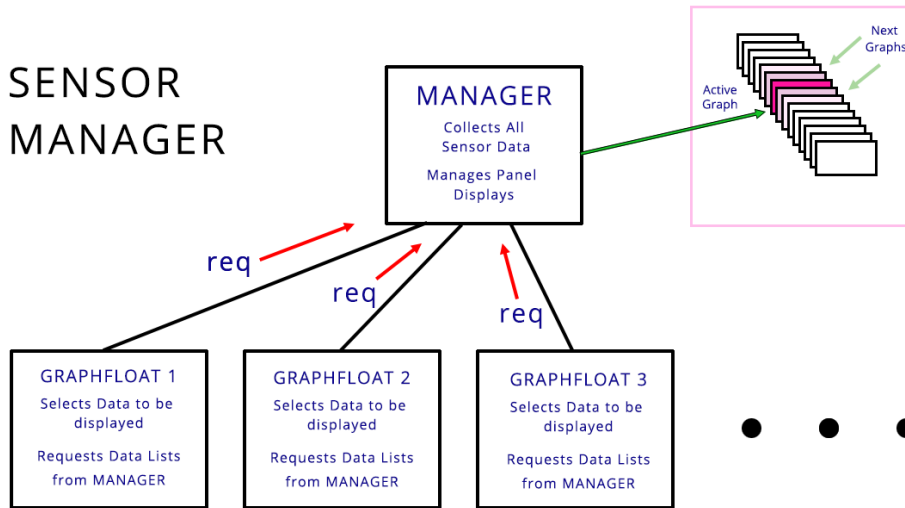 SENSOR
MANAGER
MANAGER
Collects All
Sensor Data
Manages Panel
Displays
Next
Graphs
Active
Graph
req
req
req
GRAPHFLOAT 1
Selects Data to be
displayed
Requests Data Lists
from MANAGER
GRAPHFLOAT 2
Selects Data to be
displayed
Requests Data Lists
from MANAGER
GRAPHFLOAT 3
Selects Data to be
displayed
Requests Data Lists
from MANAGER